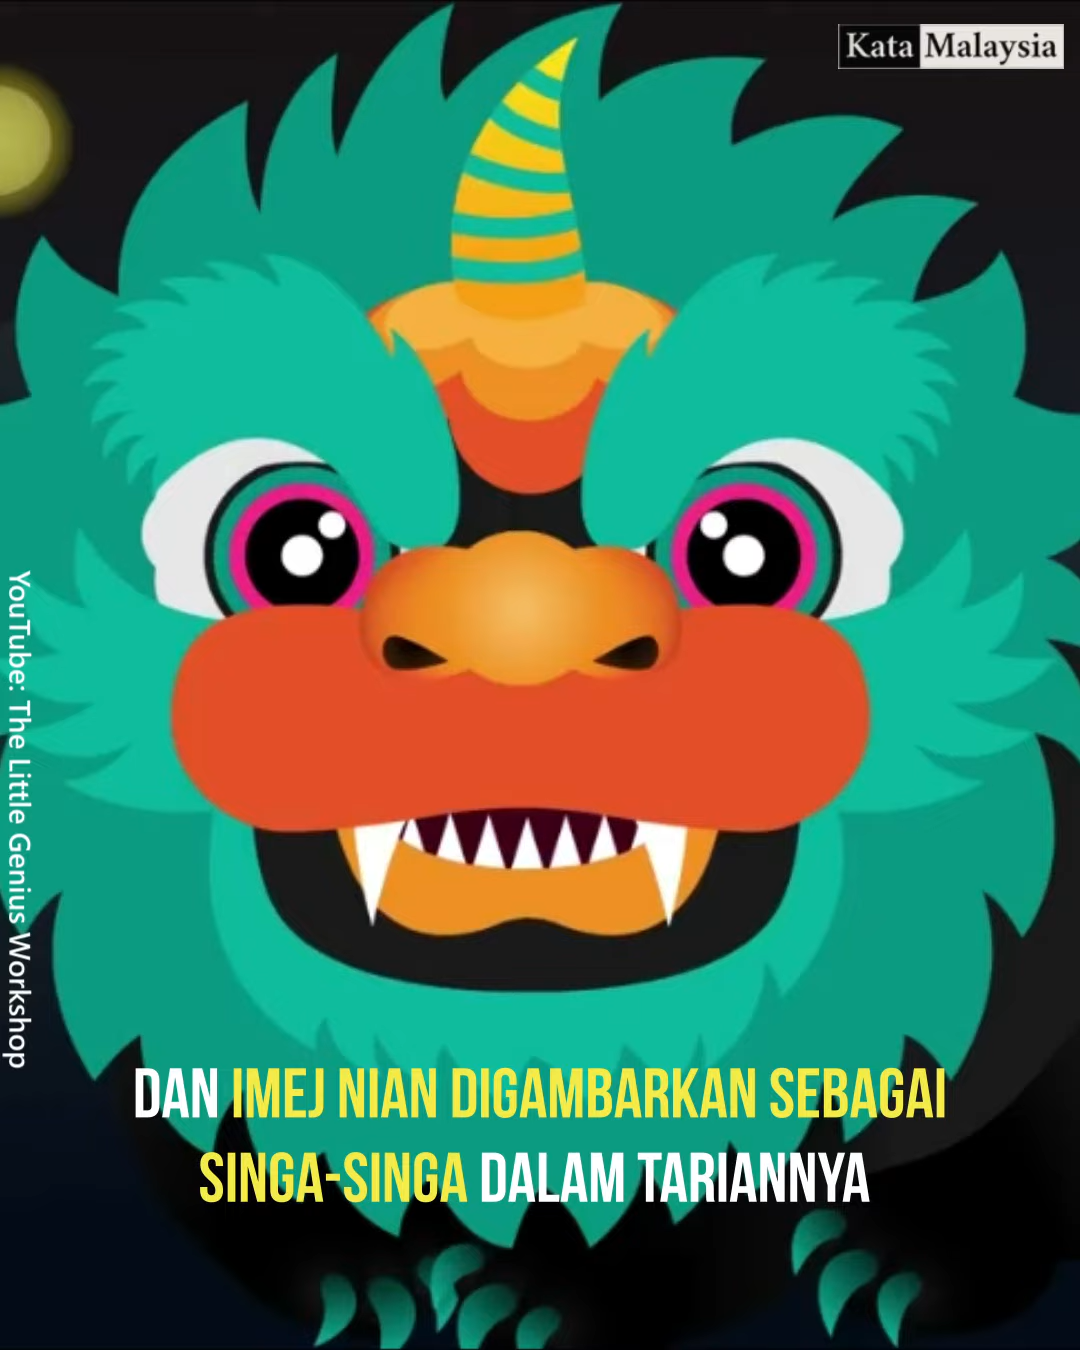 Kata Malaysia
YouTube: The Little Genius Workshop
DAN IMEJ NIAN DIGAMBARKAN SEBAGAI
SINGA-SINGA DALAM TARIANNYA